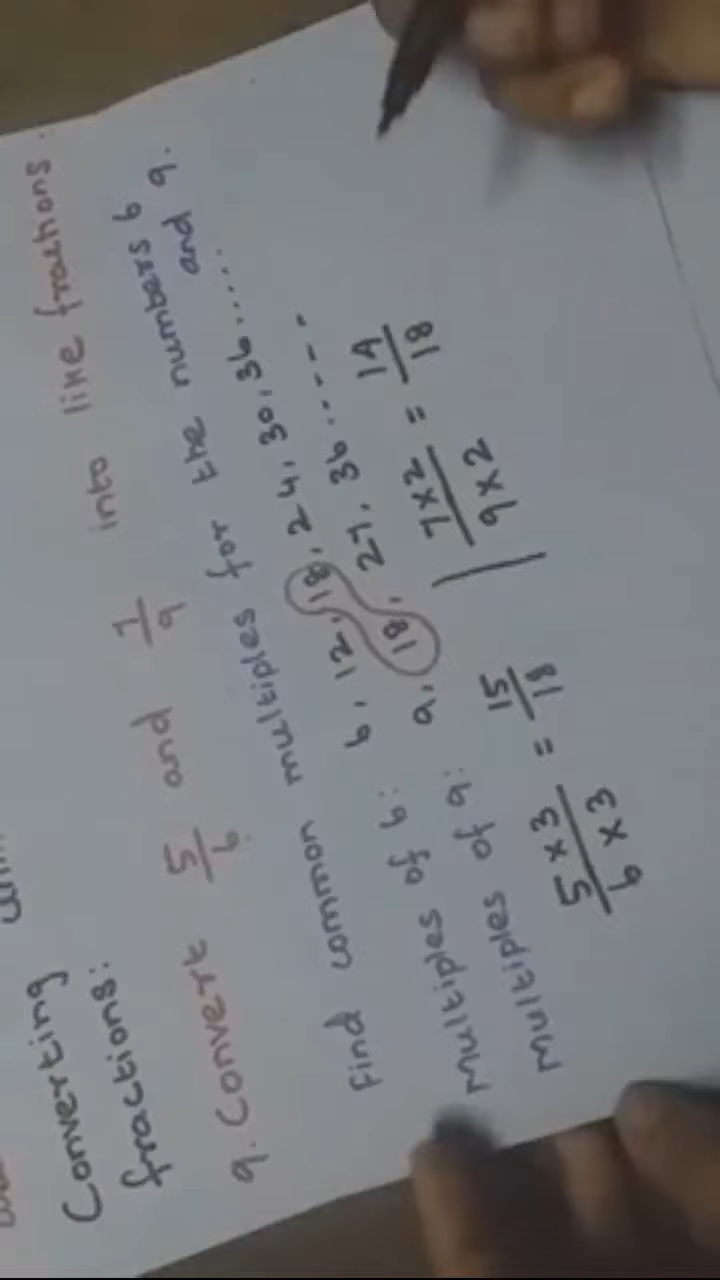 Converting
fractions:
9. Convert 5/6 and 7/9 into like fractions.
Find common multiples for the numbers 6
and 9.
Multiples of 6: 6, 12, 18, 24, 30, 36.....
Multiples of 9: 9, 18, 27, 36.....
5×3/6×3 = 15/18 | 7×2/9×2 = 14/18